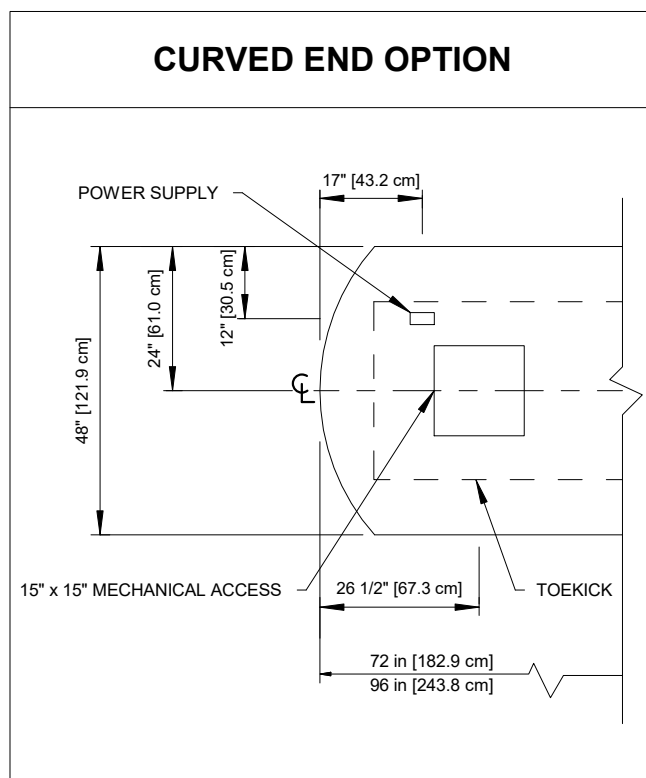 CURVED END OPTION
17" [43.2 cm]
POWER SUPPLY
12" [30.5 cm]
24" [61.0 cm]
48" [121.9 cm]
℄
15" x 15" MECHANICAL ACCESS
26 1/2" [67.3 cm]
TOEKICK
72 in [182.9 cm]
96 in [243.8 cm]